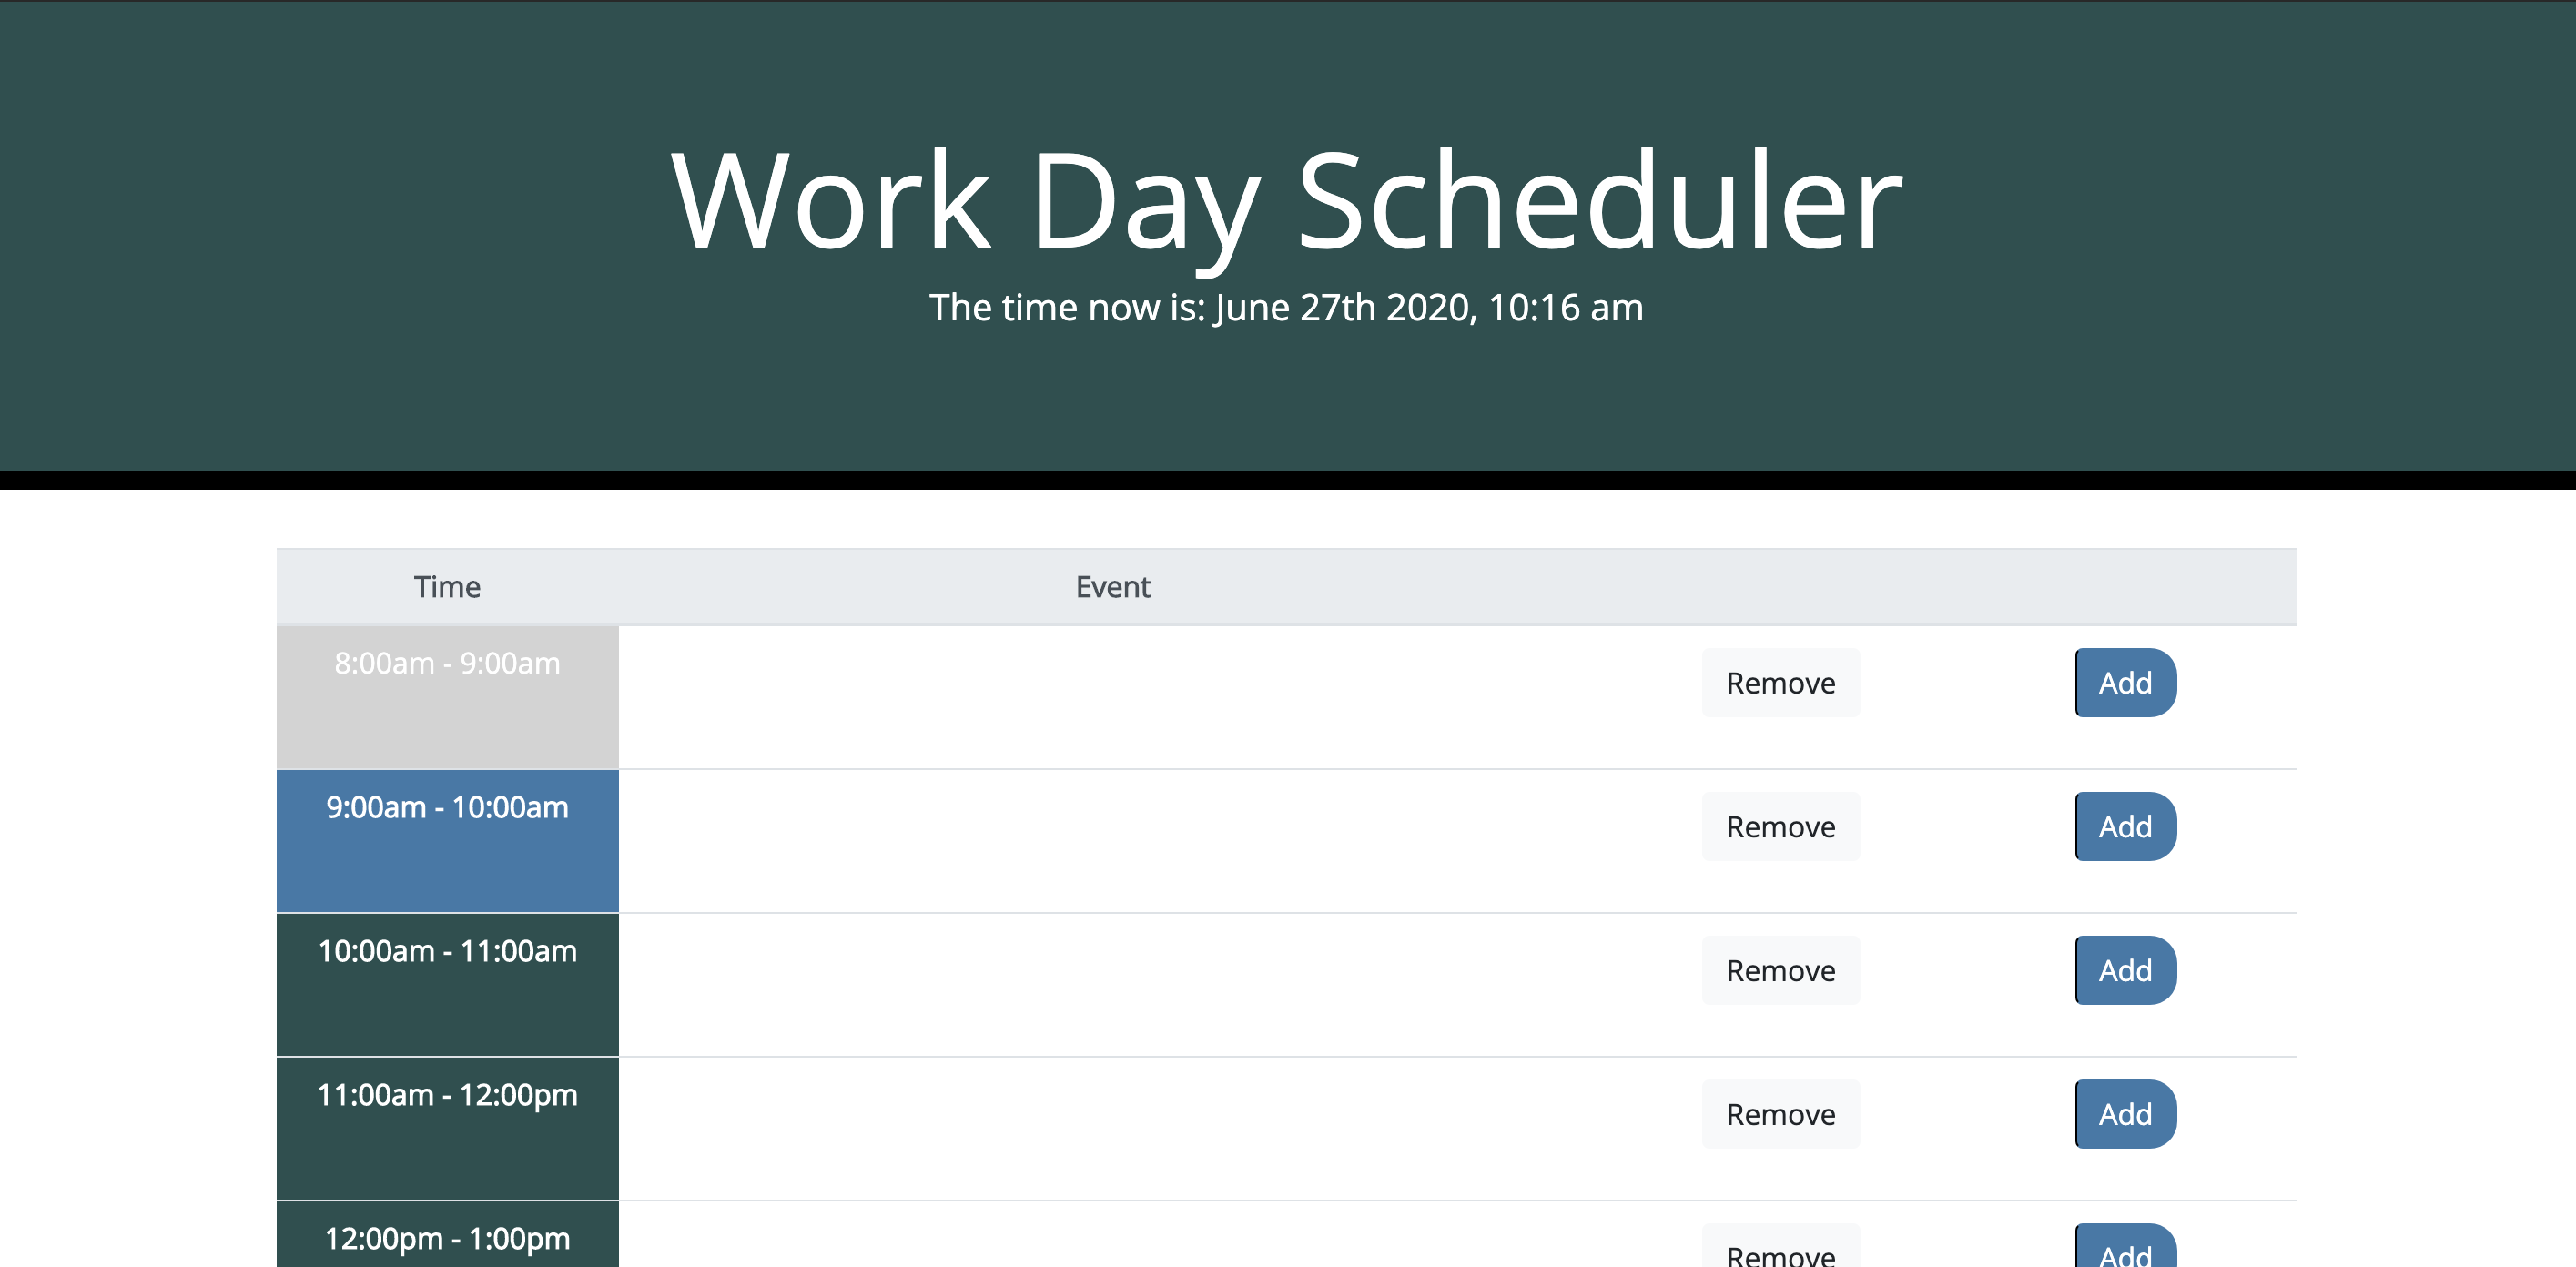 Work Day Scheduler
The time now is: June 27th 2020, 10:16 am
Time Event
8:00am - 9:00am Remove Add
9:00am - 10:00am Remove Add
10:00am - 11:00am Remove Add
11:00am - 12:00pm Remove Add
12:00pm - 1:00pm Remove Add